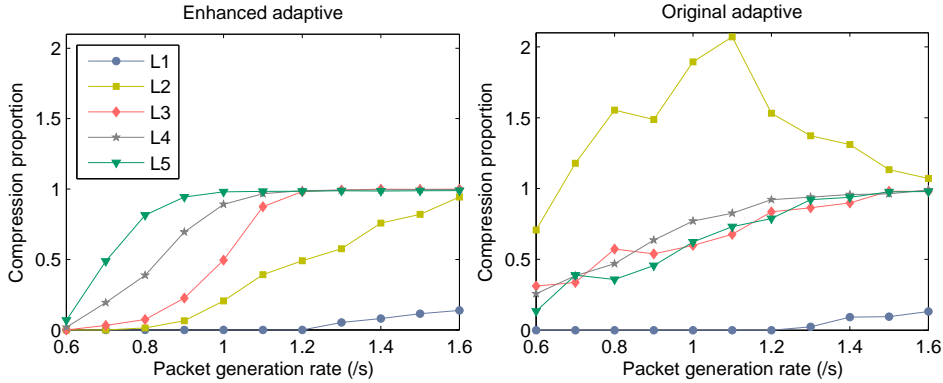 Enhanced adaptive
Compression proportion
2
1.5
1
0.5
0
L1
L2
L3
L4
L5
0.6 0.8 1 1.2 1.4 1.6
Packet generation rate (/s)
Original adaptive
Compression proportion
2
1.5
1
0.5
0
0.6 0.8 1 1.2 1.4 1.6
Packet generation rate (/s)